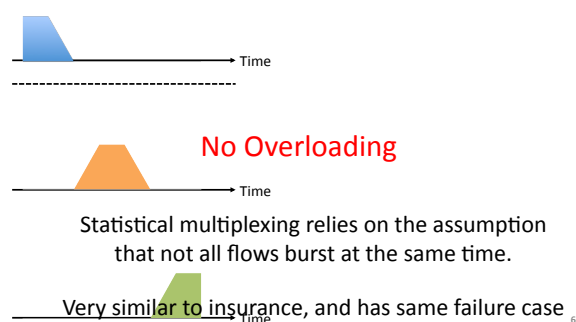 Time
No Overloading
Time
Statistical multiplexing relies on the assumption
that not all flows burst at the same time.
Very similar to insurance, and has same failure case
Time
6